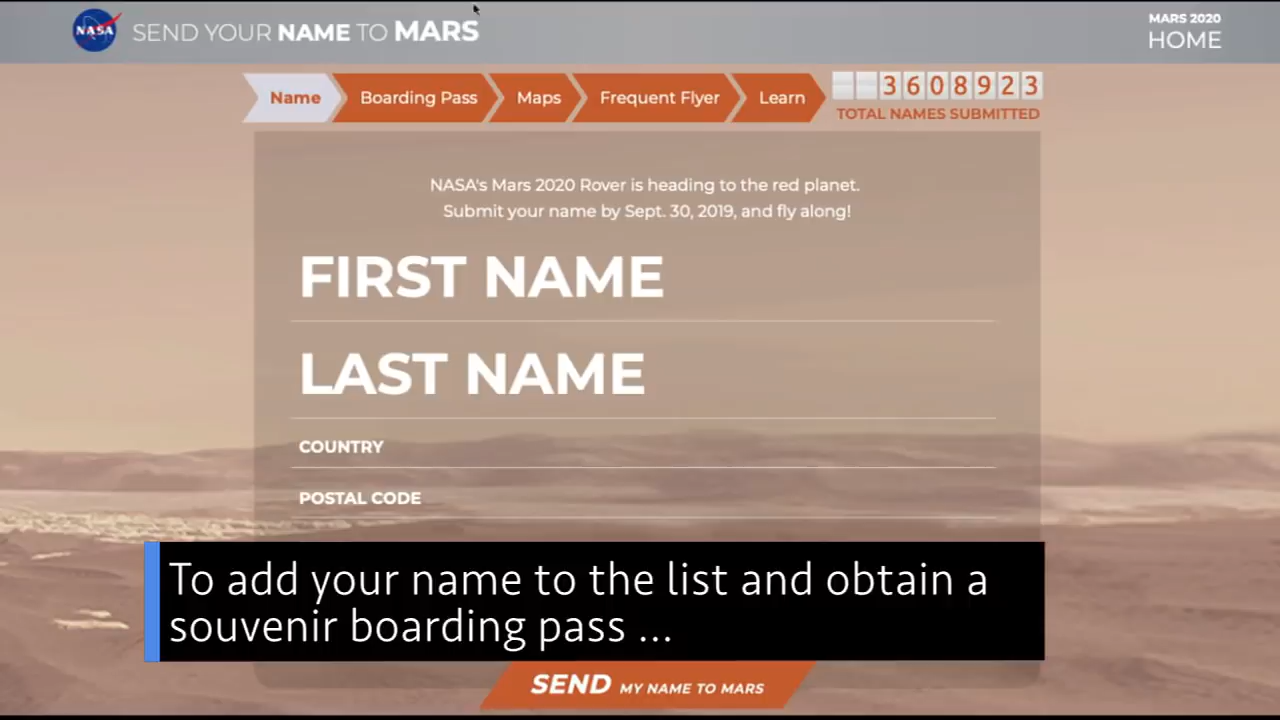 NASA
SEND YOUR NAME TO MARS
MARS 2020
HOME
Name
Boarding Pass
Maps
Frequent Flyer
Learn
3608923
TOTAL NAMES SUBMITTED
NASA's Mars 2020 Rover is heading to the red planet.
Submit your name by Sept. 30, 2019, and fly along!
FIRST NAME
LAST NAME
COUNTRY
POSTAL CODE
To add your name to the list and obtain a
souvenir boarding pass ...
SEND MY NAME TO MARS